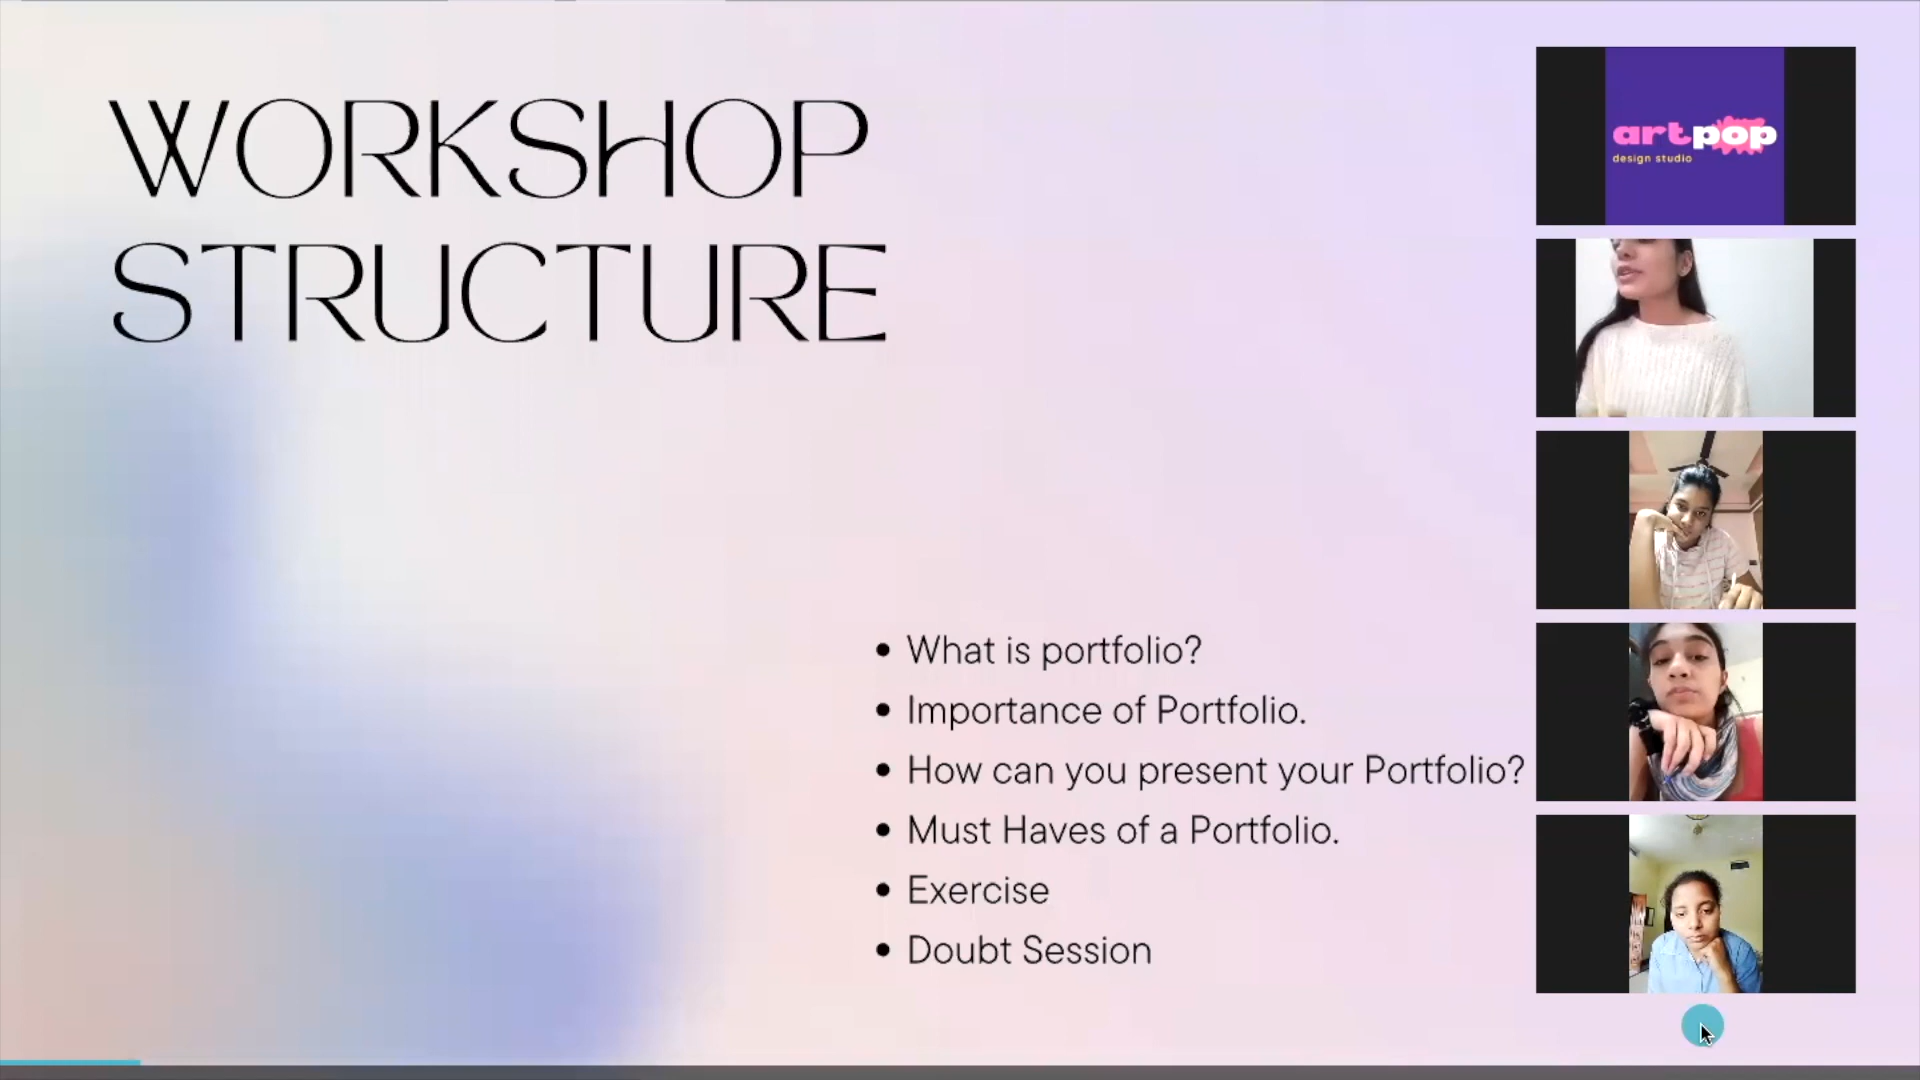 WORKSHOP
STRUCTURE
• What is portfolio?
• Importance of Portfolio.
• How can you present your Portfolio?
• Must Haves of a Portfolio.
• Exercise
• Doubt Session
artpop
design studio